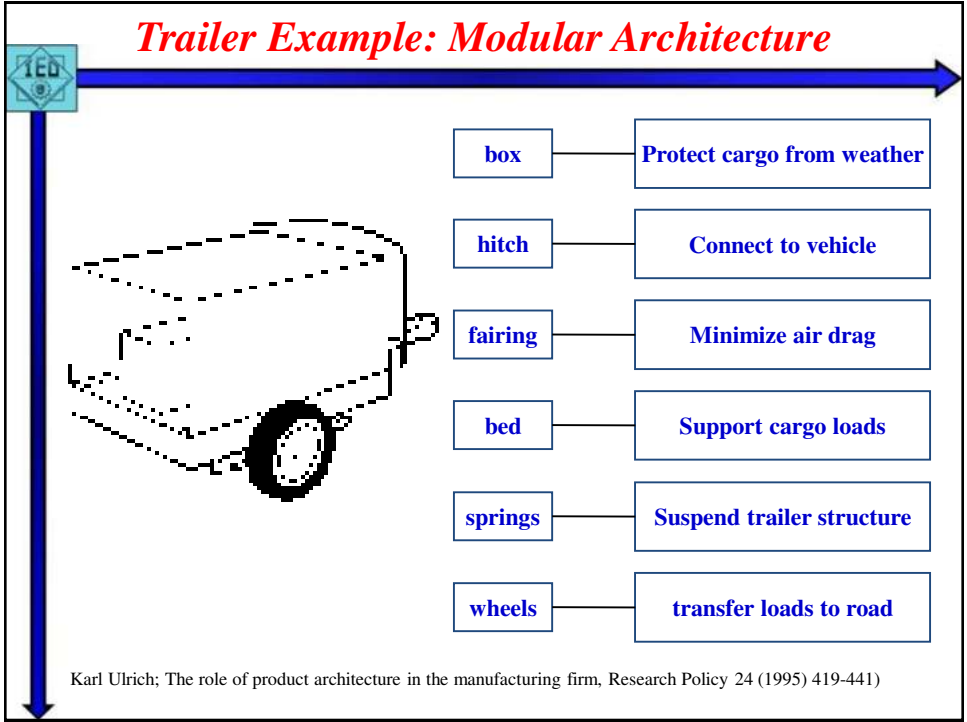 Trailer Example: Modular Architecture
IED
box Protect cargo from weather
hitch Connect to vehicle
fairing Minimize air drag
bed Support cargo loads
springs Suspend trailer structure
wheels transfer loads to road
Karl Ulrich; The role of product architecture in the manufacturing firm, Research Policy 24 (1995) 419-441)